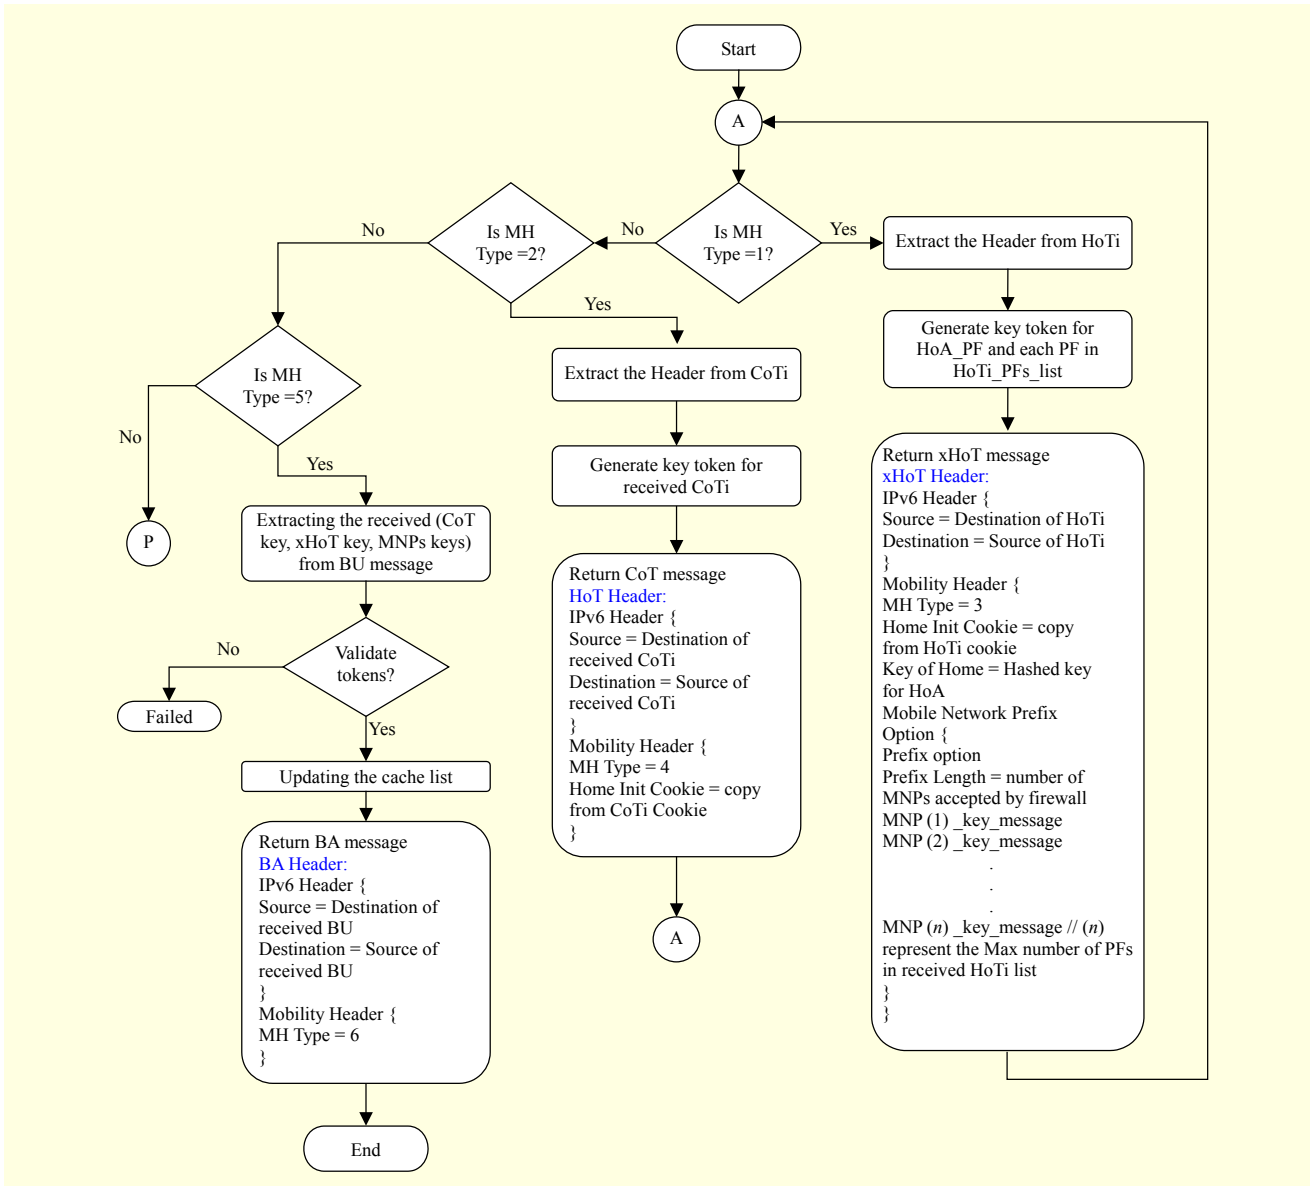 Start
A
Is MH
Type =1?
No
Yes
Is MH
Type =2?
No
Yes
Extract the Header from HoTi
Generate key token for
HoA_PF and each PF in
HoTi_PFs_list
Return xHoT message
xHoT Header:
IPv6 Header {
Source = Destination of HoTi
Destination = Source of HoTi
}
Mobility Header {
MH Type = 3
Home Init Cookie = copy
from HoTi cookie
Key of Home = Hashed key
for HoA
Mobile Network Prefix
Option {
Prefix option
Prefix Length = number of
MNPs accepted by firewall
MNP (1) _key_message
MNP (2) _key_message
.
.
.
MNP (n) _key_message // (n)
represent the Max number of PFs
in received HoTi list
}
}
Extract the Header from CoTi
Generate key token for
received CoTi
Return CoT message
HoT Header:
IPv6 Header {
Source = Destination of
received CoTi
Destination = Source of
received CoTi
}
Mobility Header {
MH Type = 4
Home Init Cookie = copy
from CoTi Cookie
}
A
Is MH
Type =5?
No
Yes
P
Extracting the received (CoT
key, xHoT key, MNPs keys)
from BU message
Validate
tokens?
No
Yes
Failed
Updating the cache list
Return BA message
BA Header:
IPv6 Header {
Source = Destination of
received BU
Destination = Source of
received BU
}
Mobility Header {
MH Type = 6
}
End